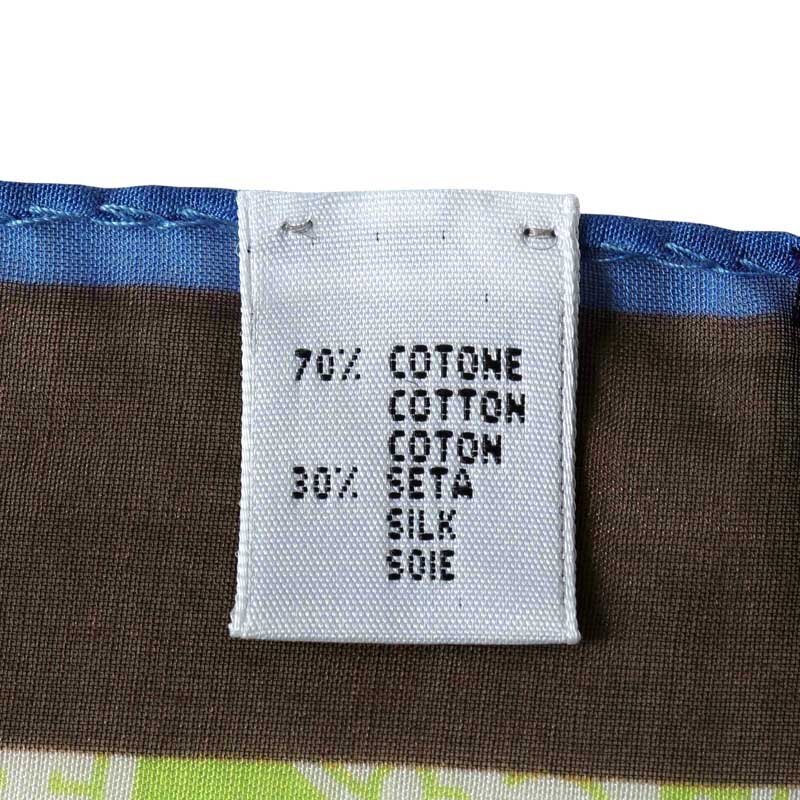 70% COTONE
COTTON
COTON
30% SETA
SILK
SOIE